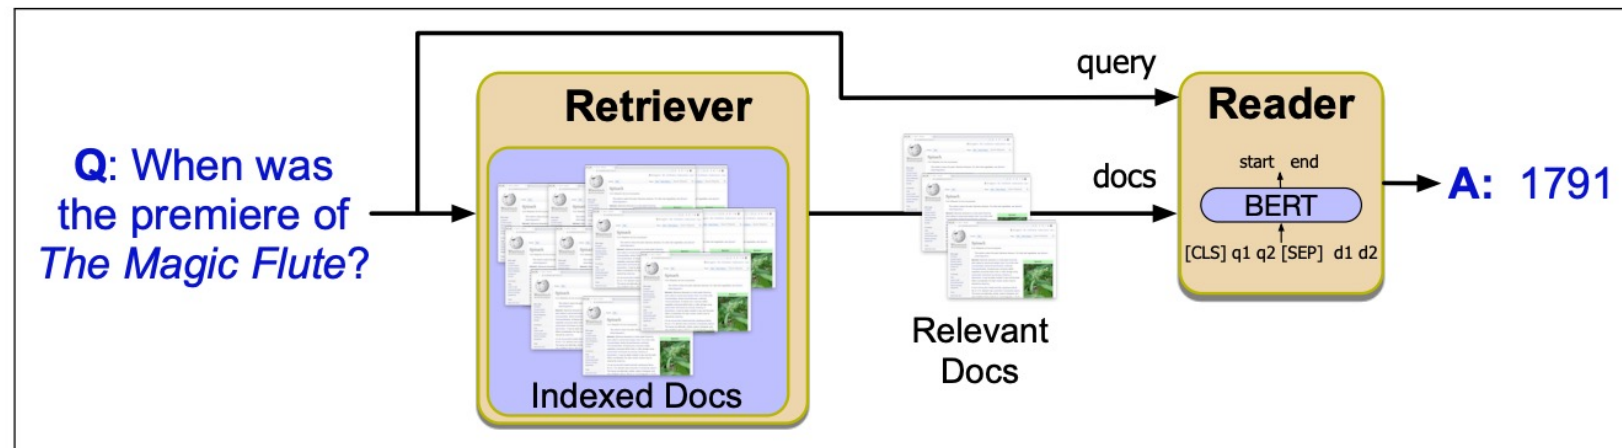 Q: When was
the premiere of
The Magic Flute?
Retriever
Indexed Docs
query
docs
Relevant
Docs
Reader
start end
BERT
[CLS] q1 q2 [SEP] d1 d2
A: 1791